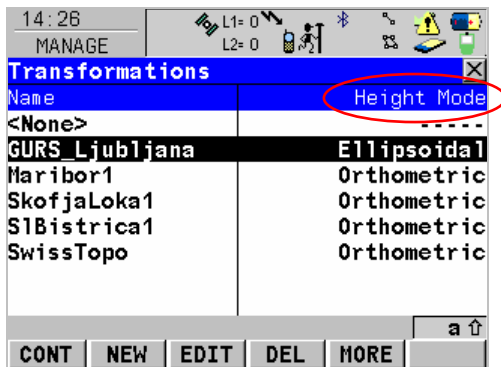 14:26
MANAGE
L1= 0
L2= 0
Transformations
Name Height Mode
<None> -----
GURS_Ljubljana Ellipsoidal
Maribor1 Orthometric
SkofjaLoka1 Orthometric
SlBistrica1 Orthometric
SwissTopo Orthometric
a ⇧
CONT NEW EDIT DEL MORE